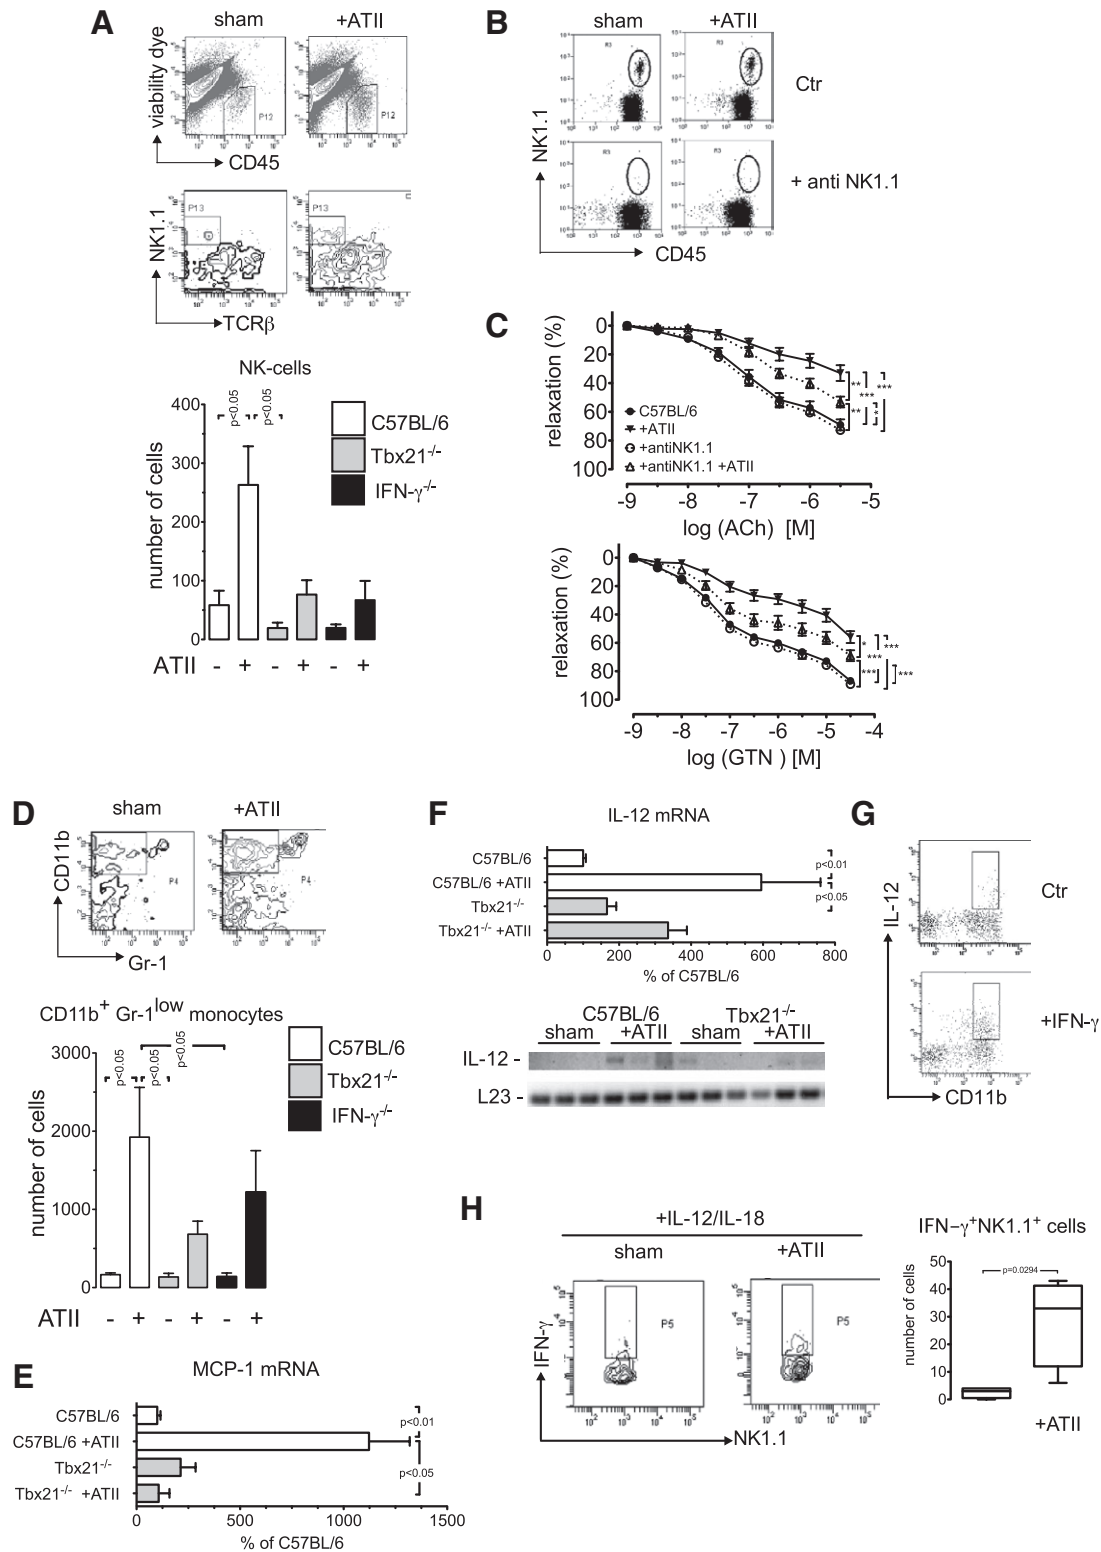 A
sham
+ATII
viability dye
P12
P12
CD45
P13
P13
NK1.1
TCRβ
NK-cells
number of cells
400
300
200
100
0
p<0.05
p<0.05
C57BL/6
Tbx21-/-
IFN-γ-/-
ATII - + - + - +
B
sham
+ATII
R3
R3
Ctr
R3
R3
+ anti NK1.1
NK1.1
CD45
C
relaxation (%)
0
20
40
60
80
100
C57BL/6
+ATII
+antiNK1.1
+antiNK1.1 +ATII
**
***
***
**
*
*
-9 -8 -7 -6 -5
log (ACh) [M]
relaxation (%)
0
20
40
60
80
100
*
***
***
***
***
-9 -8 -7 -6 -5 -4
log (GTN ) [M]
D
sham
+ATII
CD11b
P4
P4
Gr-1
CD11b+ Gr-1low monocytes
number of cells
3000
2000
1000
0
p<0.05
p<0.05
p<0.05
C57BL/6
Tbx21-/-
IFN-γ-/-
ATII - + - + - +
E
MCP-1 mRNA
C57BL/6
C57BL/6 +ATII
Tbx21-/-
Tbx21-/- +ATII
p<0.01
p<0.05
0 500 1000 1500
% of C57BL/6
F
IL-12 mRNA
C57BL/6
C57BL/6 +ATII
Tbx21-/-
Tbx21-/- +ATII
p<0.01
p<0.05
0 200 400 600 800
% of C57BL/6
C57BL/6 Tbx21-/-
sham +ATII sham +ATII
IL-12 -
L23 -
G
IL-12
Ctr
+IFN-γ
CD11b
H
+IL-12/IL-18
sham
+ATII
P5
P5
IFN-γ
NK1.1
IFN-γ+NK1.1+ cells
number of cells
50
40
30
20
10
0
p=0.0294
+ATII